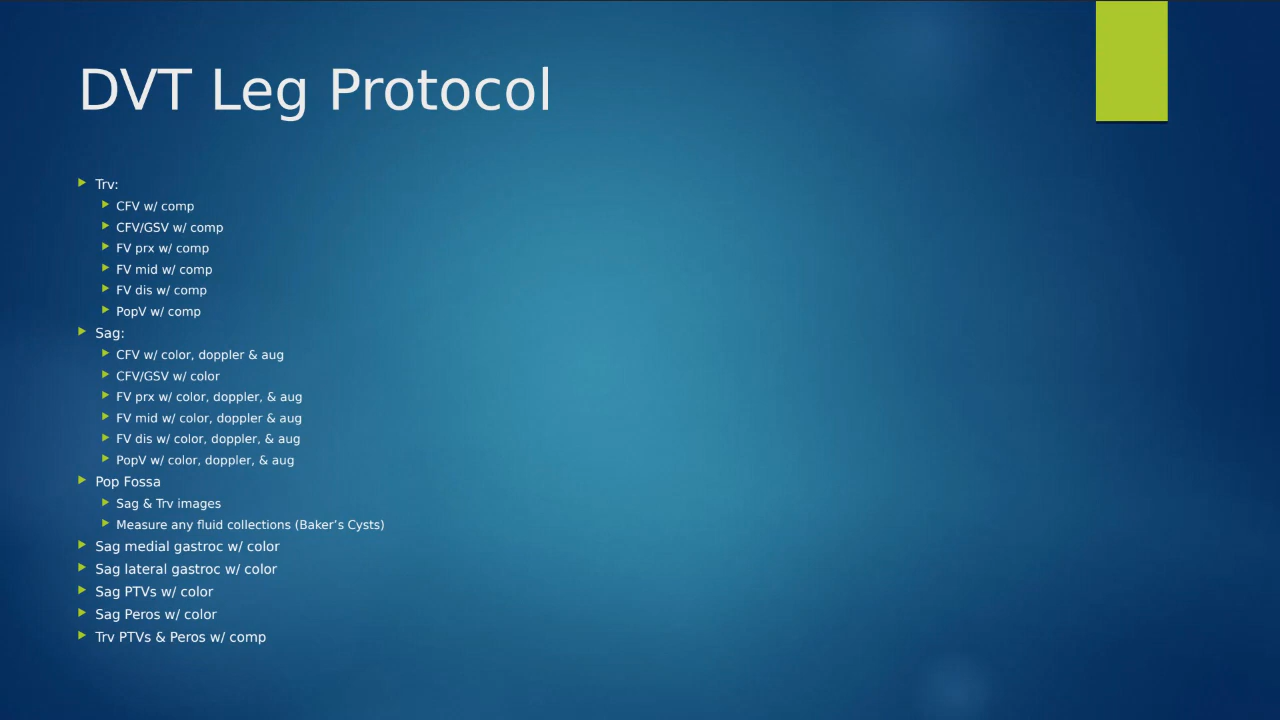 DVT Leg Protocol
Trv:
CFV w/ comp
CFV/GSV w/ comp
FV prx w/ comp
FV mid w/ comp
FV dis w/ comp
PopV w/ comp
Sag:
CFV w/ color, doppler & aug
CFV/GSV w/ color
FV prx w/ color, doppler, & aug
FV mid w/ color, doppler & aug
FV dis w/ color, doppler, & aug
PopV w/ color, doppler, & aug
Pop Fossa
Sag & Trv images
Measure any fluid collections (Baker’s Cysts)
Sag medial gastroc w/ color
Sag lateral gastroc w/ color
Sag PTVs w/ color
Sag Peros w/ color
Trv PTVs & Peros w/ comp